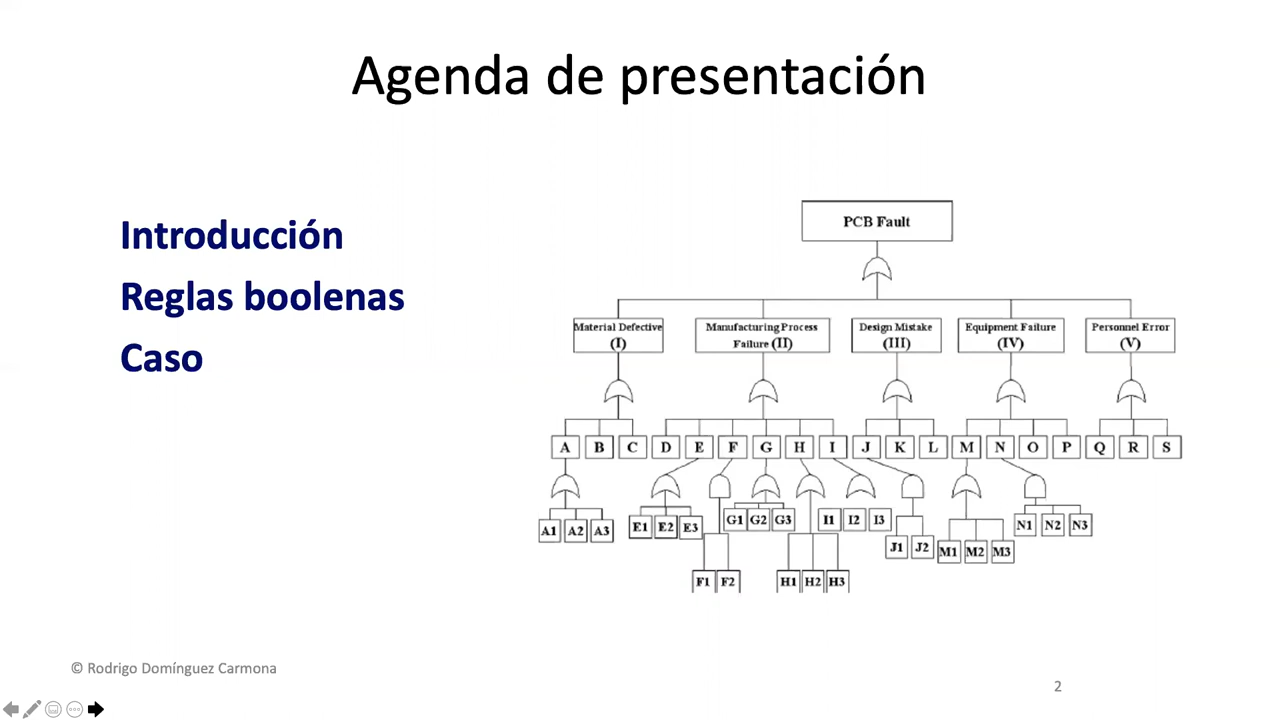 Agenda de presentación
Introducción
Reglas boolenas
Caso
PCB Fault
Material Defective
(I)
Manufacturing Process
Failure (II)
Design Mistake
(III)
Equipment Failure
(IV)
Personnel Error
(V)
A B C D E F G H I J K L M N O P Q R S
A1 A2 A3
E1 E2 E3
F1 F2
G1 G2 G3
H1 H2 H3
I1 I2 I3
J1 J2
M1 M2 M3
N1 N2 N3
© Rodrigo Domínguez Carmona
2